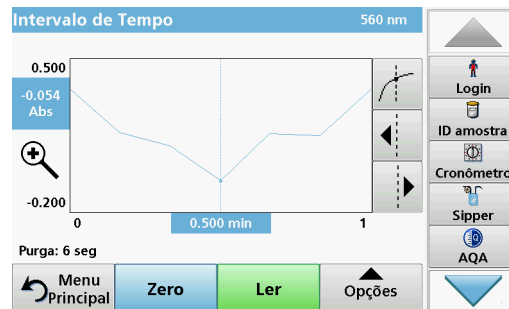 Intervalo de Tempo
560 nm
0.500
-0.054
Abs
-0.200
0
0.500 min
1
Purga: 6 seg
Menu
Principal
Zero
Ler
Opções
Login
ID amostra
Cronômetro
Sipper
AQA